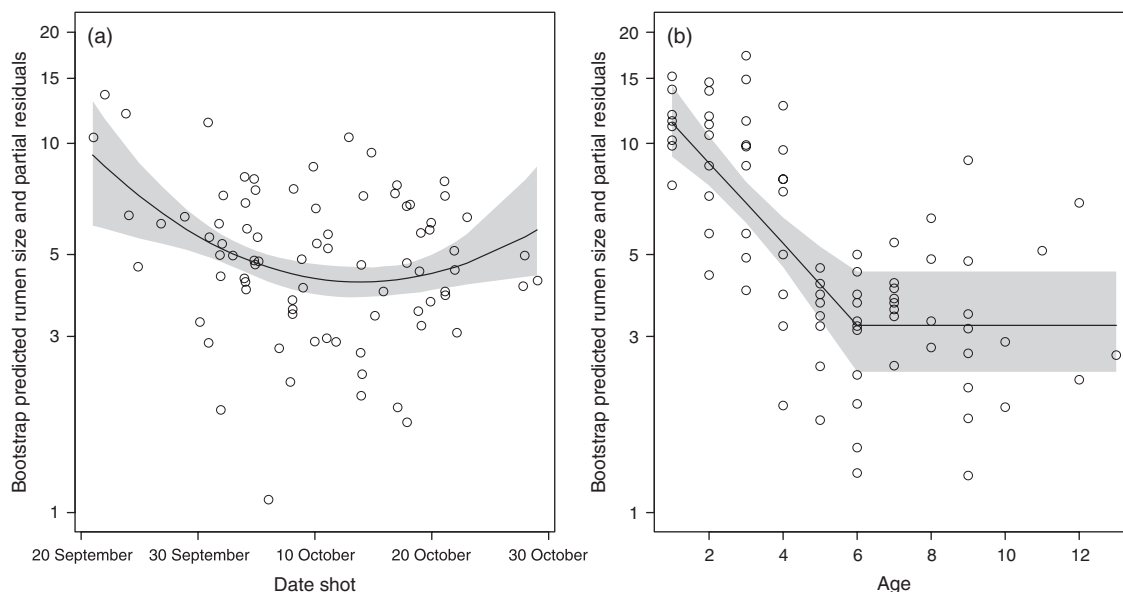 (a)
Bootstrap predicted rumen size and partial residuals
20
15
10
5
3
1
20 September 30 September 10 October 20 October 30 October
Date shot
(b)
Bootstrap predicted rumen size and partial residuals
20
15
10
5
3
1
2 4 6 8 10 12
Age